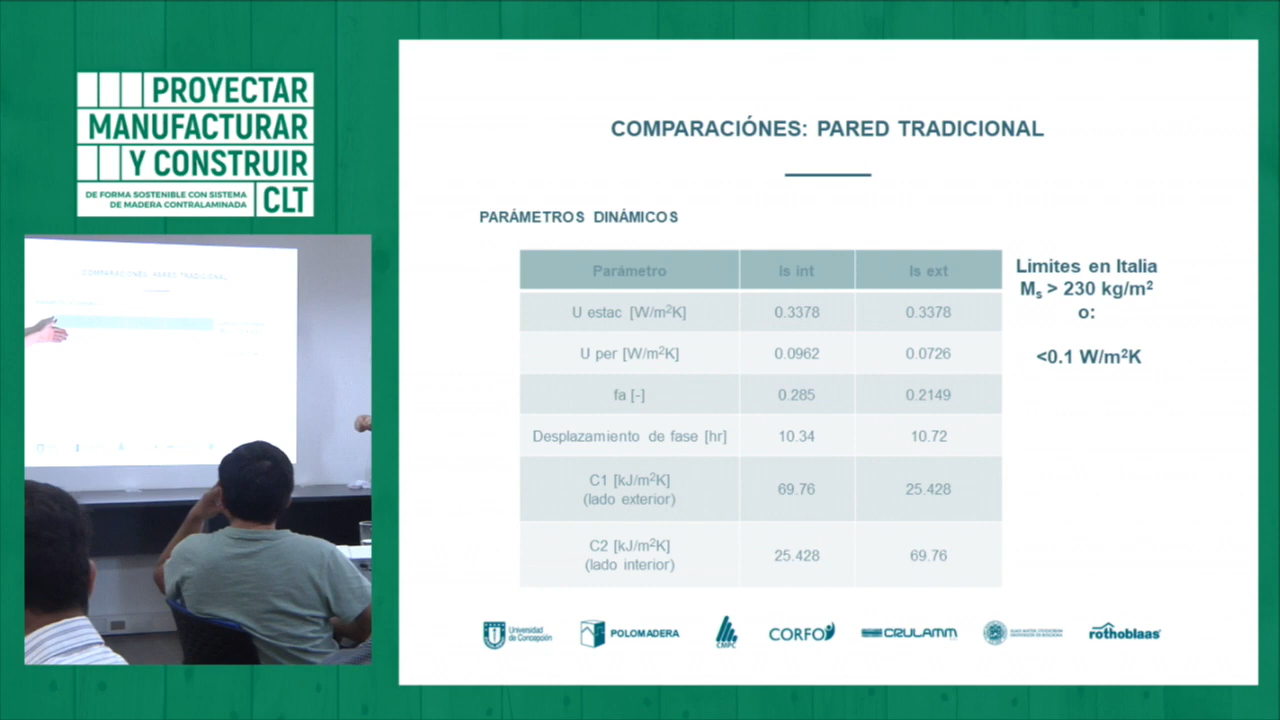 PROYECTAR
MANUFACTURAR
Y CONSTRUIR
DE FORMA SOSTENIBLE CON SISTEMA
DE MADERA CONTRALAMINADA
CLT
COMPARACIÓNES: PARED TRADICIONAL
COMPARACIÓNES: PARED TRADICIONAL
PARÁMETROS DINÁMICOS
Parámetro Is int Is ext
U estac [W/m²K] 0.3378 0.3378
U per [W/m²K] 0.0962 0.0726
fa [-] 0.285 0.2149
Desplazamiento de fase [hr] 10.34 10.72
C1 [kJ/m²K]
(lado exterior) 69.76 25.428
C2 [kJ/m²K]
(lado interior) 25.428 69.76
Limites en Italia
Ms > 230 kg/m²
o:
<0.1 W/m²K
Universidad
de Concepción
POLOMADERA
CMPC
CORFO
CRULAMM
rothoblaas